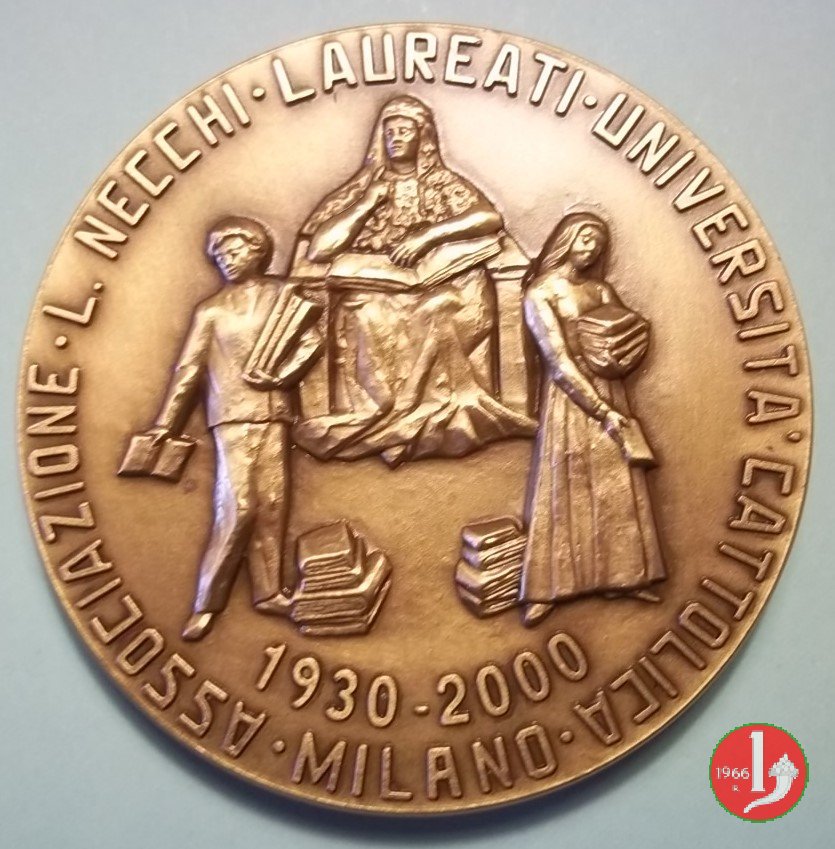 ASSOCIAZIONE · L. NECCHI · LAUREATI · UNIVERSITA' CATTOLICA · MILANO ·
1930 - 2000
1966
R